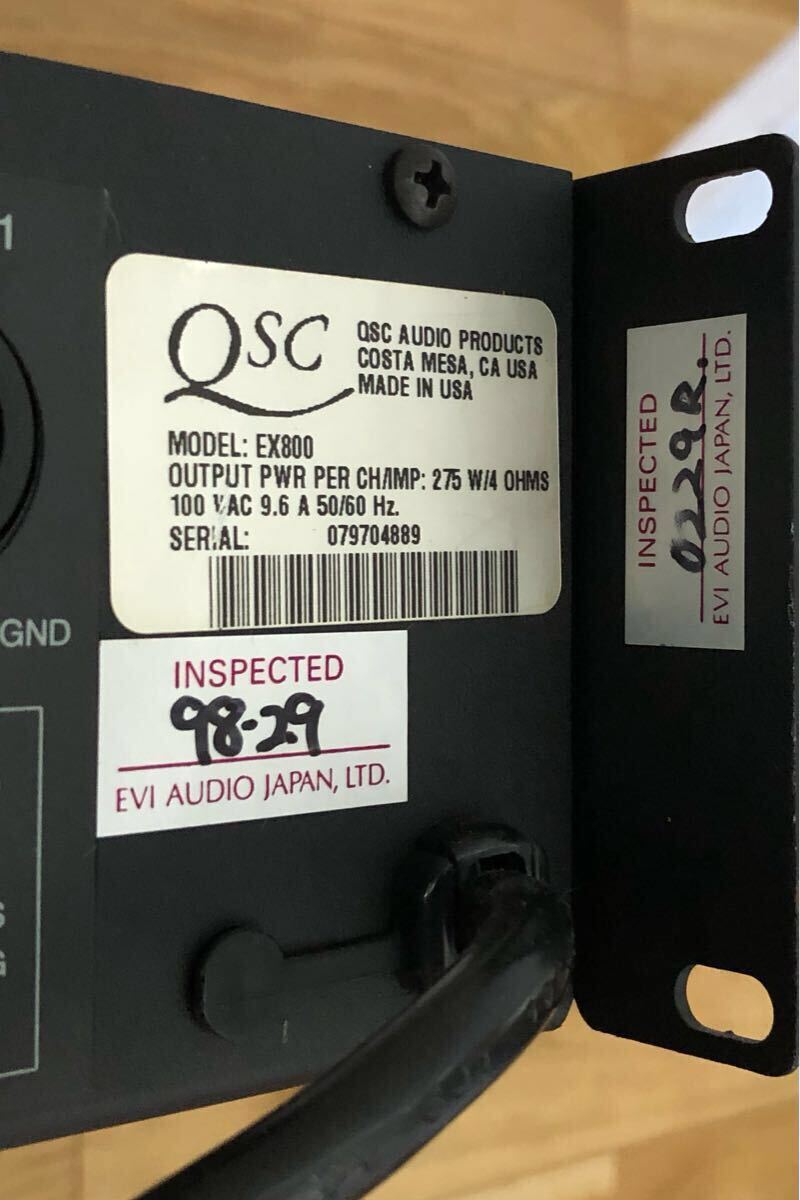 1
QSC
QSC AUDIO PRODUCTS
COSTA MESA, CA USA
MADE IN USA
MODEL: EX800
OUTPUT PWR PER CH/IMP: 275 W/4 OHMS
100 VAC 9.6 A 50/60 Hz.
SERIAL: 079704889
GND
INSPECTED
98-2.9
EVI AUDIO JAPAN, LTD.
S
G
INSPECTED
0229R.
EVI AUDIO JAPAN, LTD.